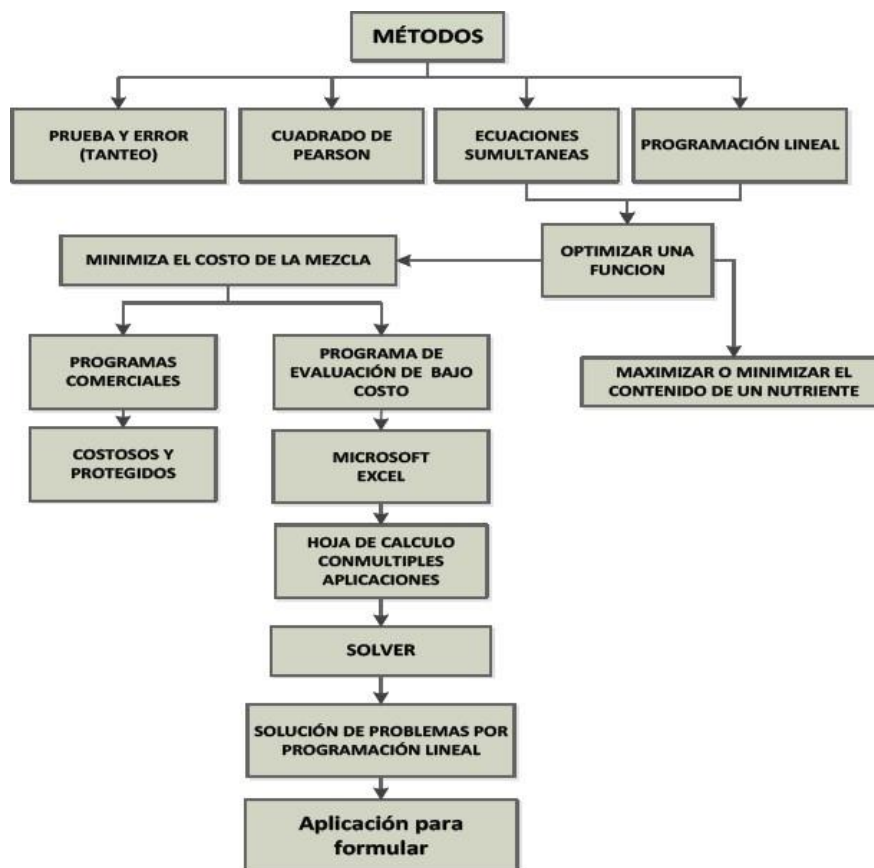 MÉTODOS
PRUEBA Y ERROR
(TANTEO)
CUADRADO DE
PEARSON
ECUACIONES
SUMULTANEAS
PROGRAMACIÓN LINEAL
OPTIMIZAR UNA
FUNCION
MINIMIZA EL COSTO DE LA MEZCLA
PROGRAMAS
COMERCIALES
PROGRAMA DE
EVALUACIÓN DE BAJO
COSTO
MAXIMIZAR O MINIMIZAR EL
CONTENIDO DE UN NUTRIENTE
COSTOSOS Y
PROTEGIDOS
MICROSOFT
EXCEL
HOJA DE CALCULO
CONMULTIPLES
APLICACIONES
SOLVER
SOLUCIÓN DE PROBLEMAS POR
PROGRAMACIÓN LINEAL
Aplicación para
formular